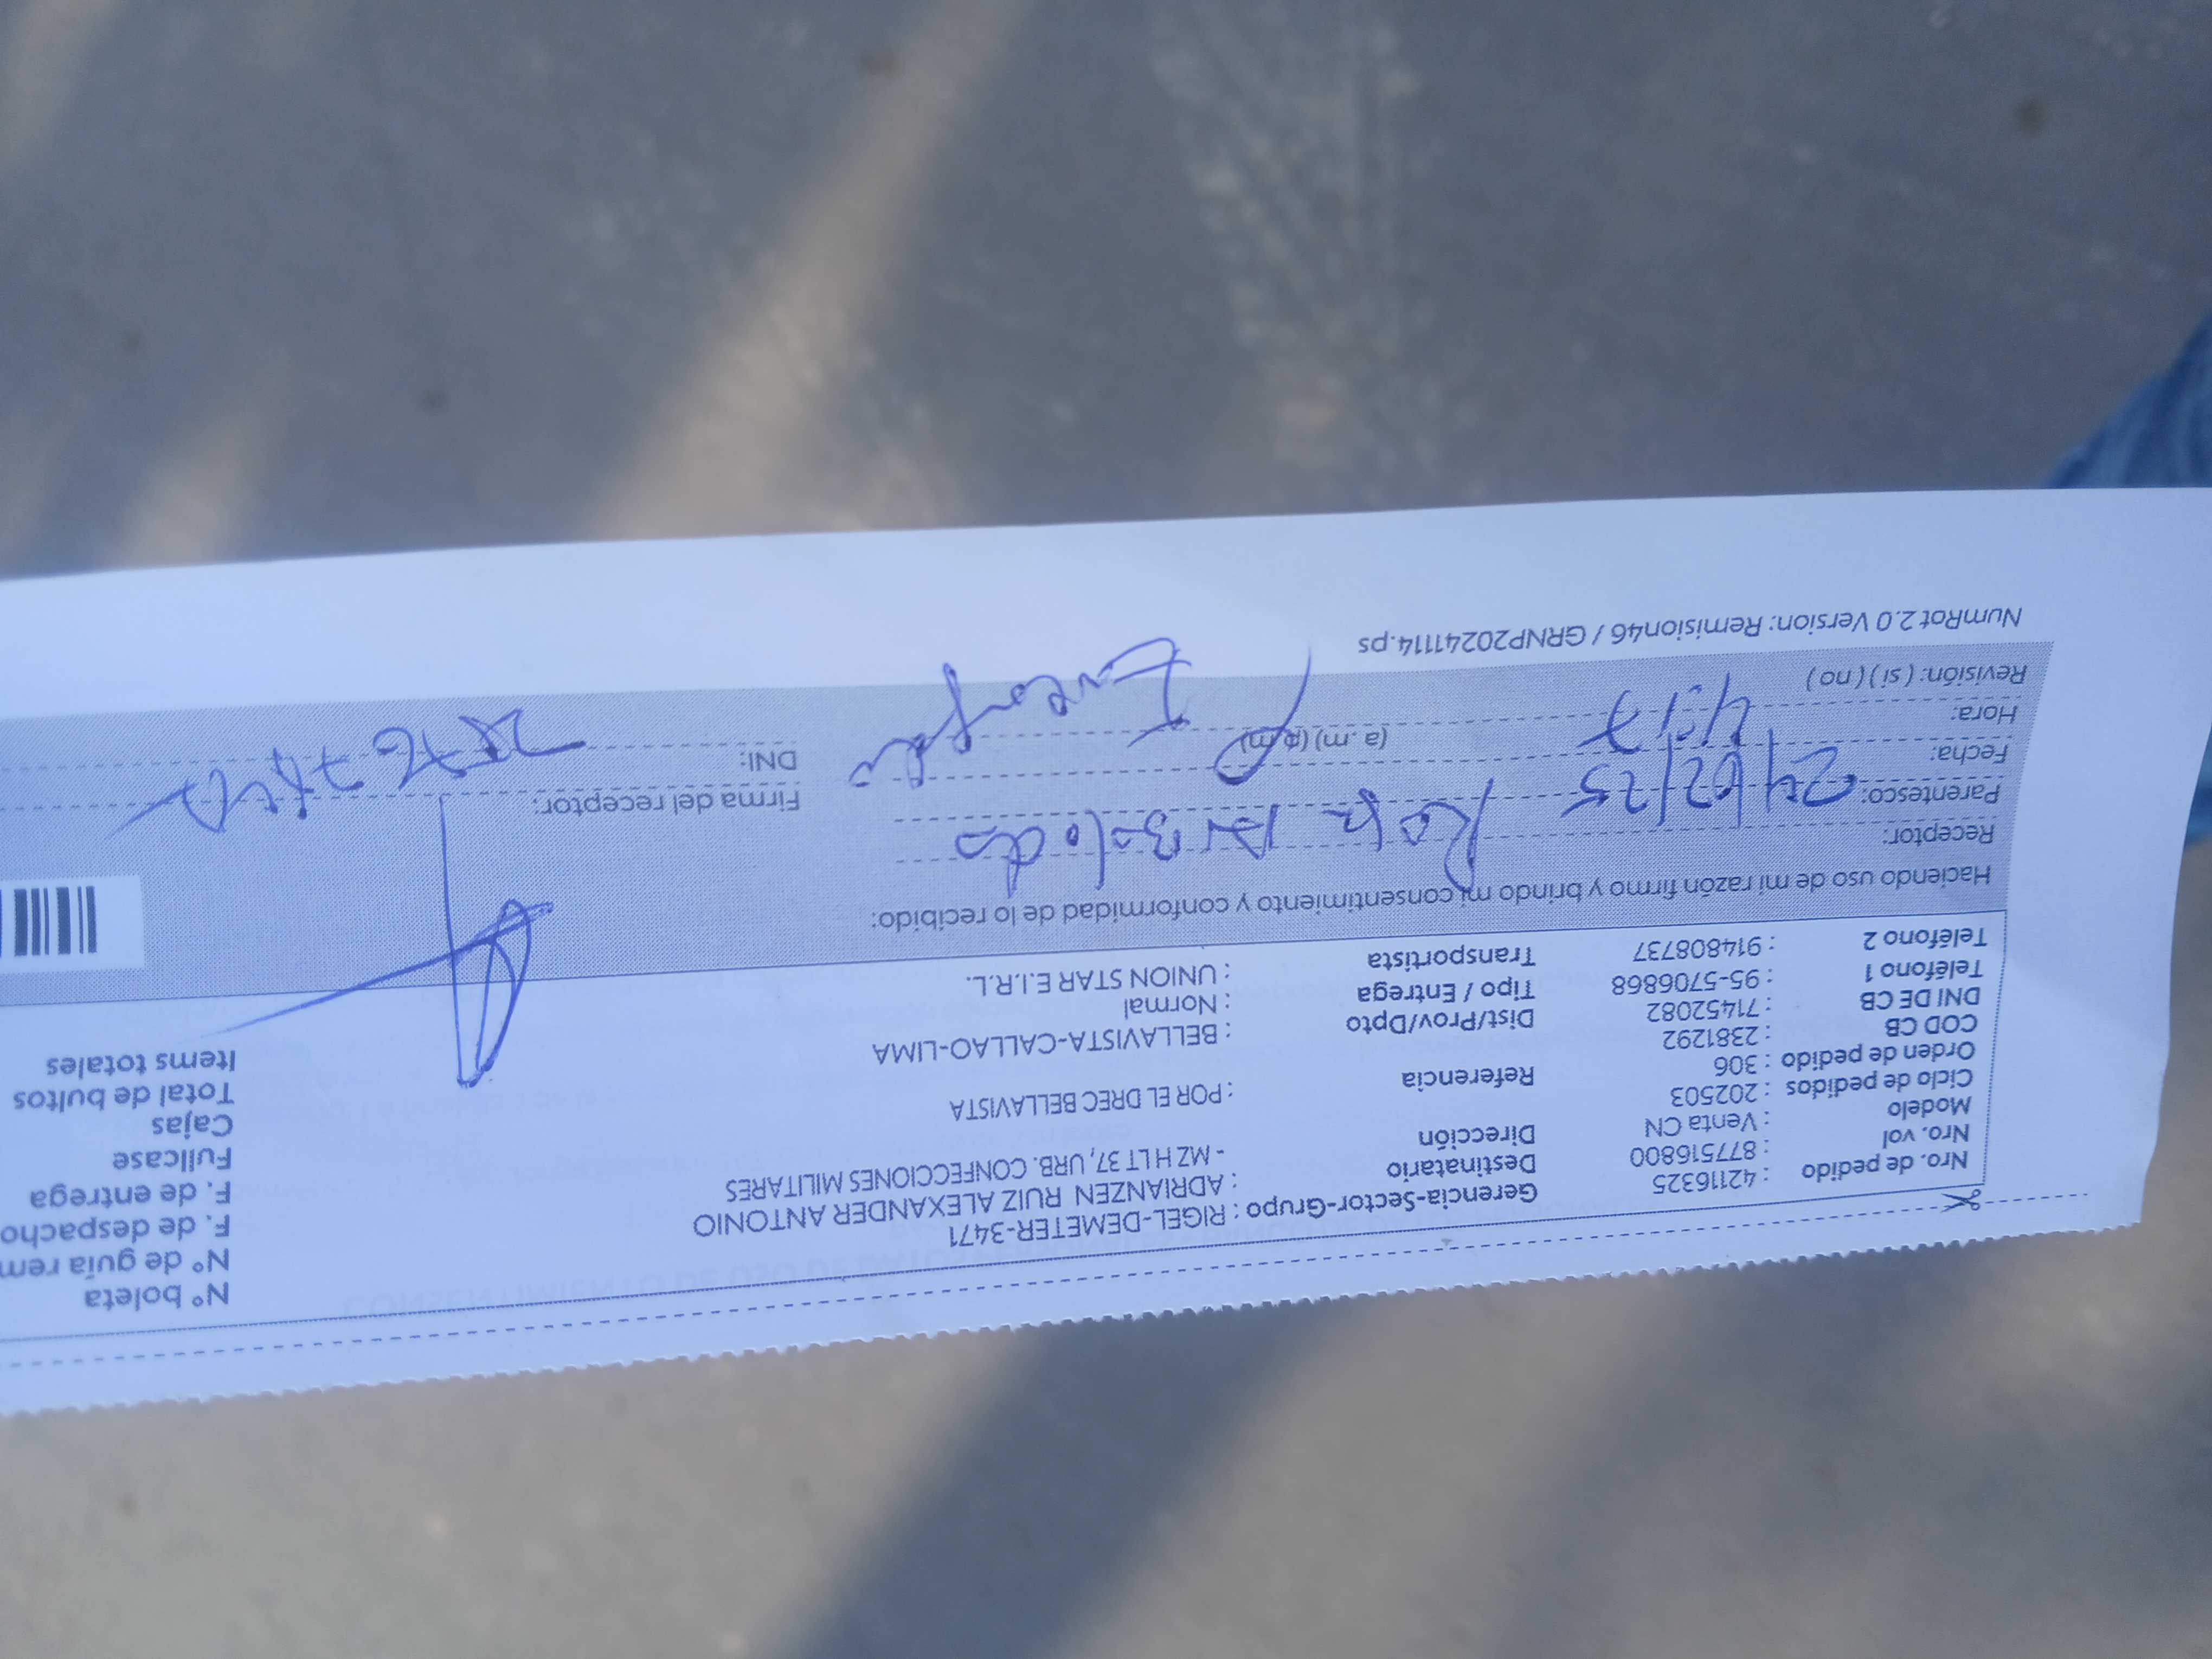 Nro. de pedido : 42116325 Gerencia-Sector-Grupo : RIGEL-DEMETER-3471 N° boleta
Nro. vol : 877516800 Destinatario : ADRIANZEN RUIZ ALEXANDER ANTONIO N° de guía rem
Modelo : Venta CN Dirección - MZ H LT 37, URB. CONFECCIONES MILITARES F. de despacho
Ciclo de pedidos : 202503 F. de entrega
Orden de pedido : 306 Referencia : POR EL DREC BELLAVISTA Fullcase
COD CB : 2381292 Cajas
DNI DE CB : 71452082 Dist/Prov/Dpto : BELLAVISTA-CALLAO-LIMA Total de bultos
Teléfono 1 : 95-5706868 Tipo / Entrega : Normal Items totales
Teléfono 2 : 914808737 Transportista : UNION STAR E.I.R.L.
Haciendo uso de mi razón firmo y brindo mi consentimiento y conformidad de lo recibido:
Receptor:
Parentesco: Firma del receptor:
Fecha: 24/02/25 DNI:
Hora: 4:17 (a. m) (p. m)
Revisión: ( si ) ( no )
NumRot 2.0 Version: Remision46 / GRNP20241114.ps